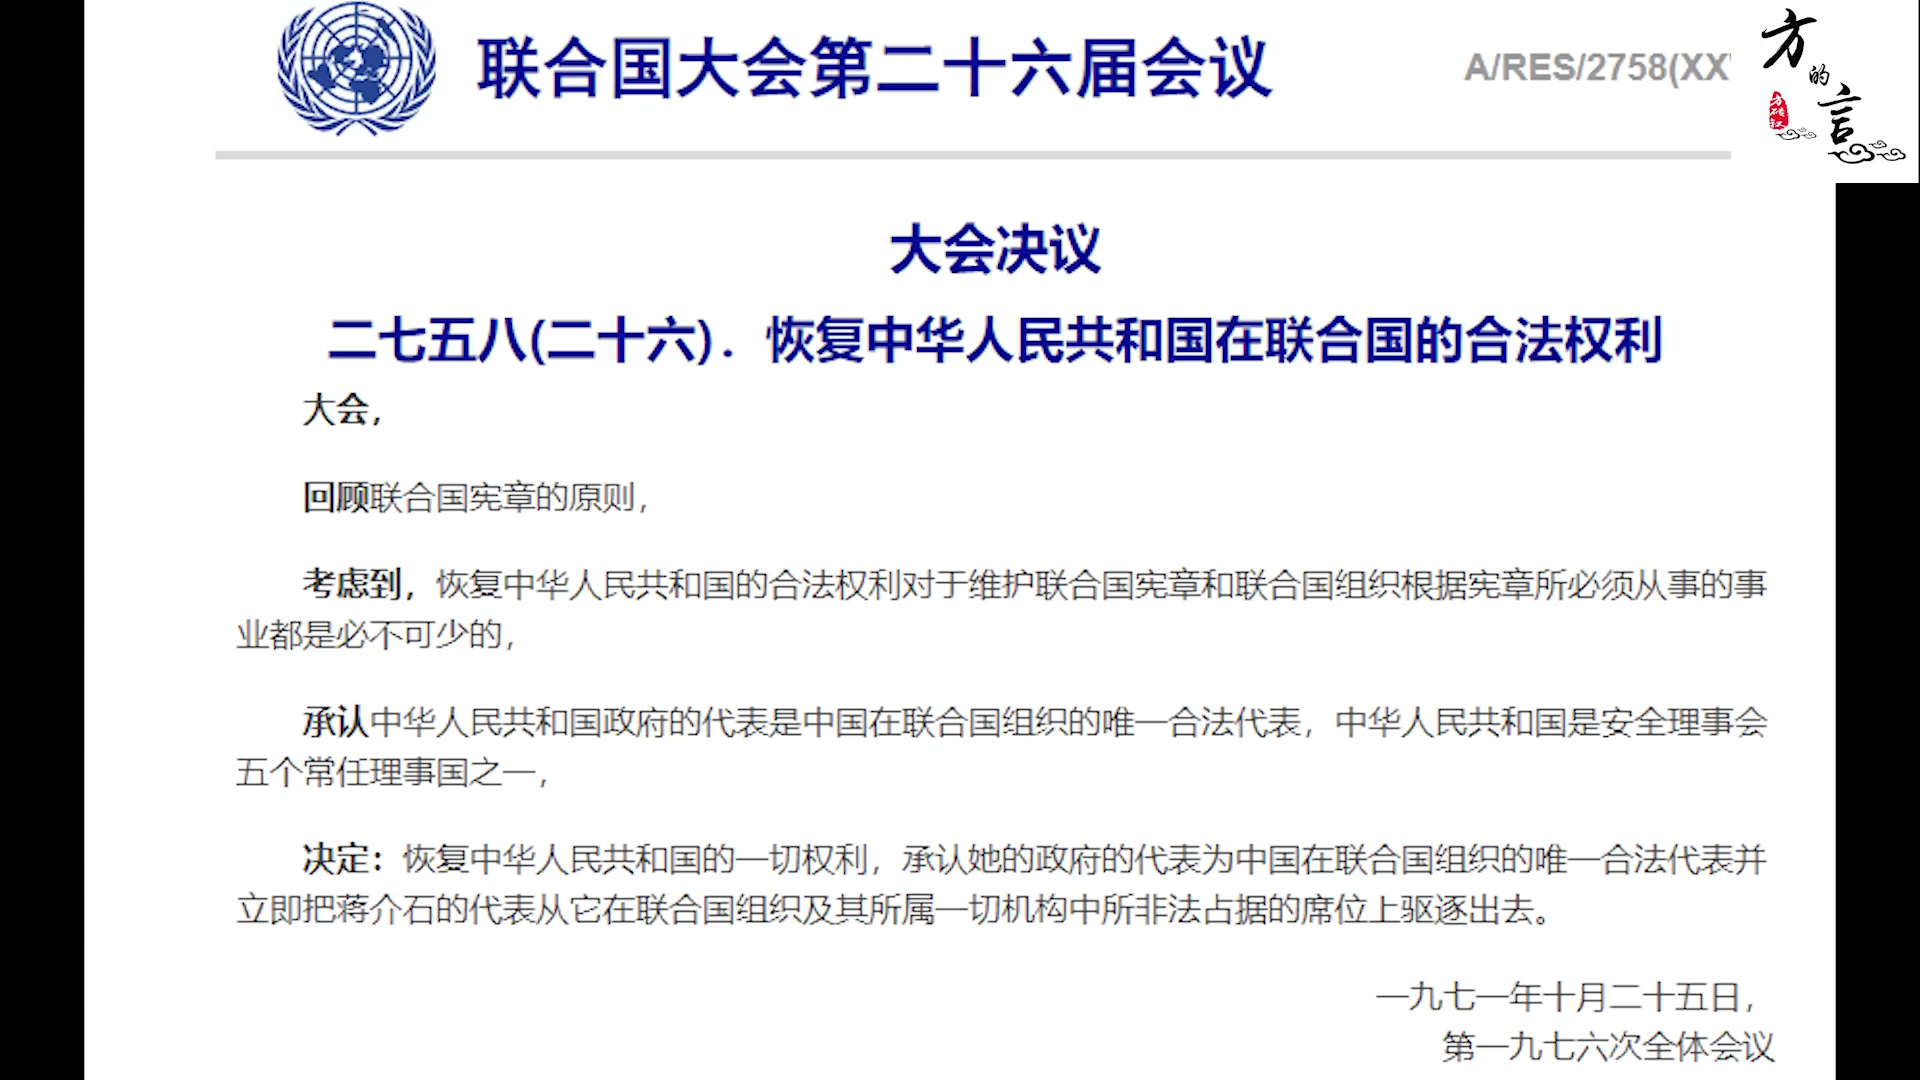 联合国大会第二十六届会议
A/RES/2758(XX
方的言
大会决议
二七五八(二十六)．恢复中华人民共和国在联合国的合法权利
大会，
回顾联合国宪章的原则，
考虑到，恢复中华人民共和国的合法权利对于维护联合国宪章和联合国组织根据宪章所必须从事的事
业都是必不可少的，
承认中华人民共和国政府的代表是中国在联合国组织的唯一合法代表，中华人民共和国是安全理事会
五个常任理事国之一，
决定：恢复中华人民共和国的一切权利，承认她的政府的代表为中国在联合国组织的唯一合法代表并
立即把蒋介石的代表从它在联合国组织及其所属一切机构中所非法占据的席位上驱逐出去。
一九七一年十月二十五日，
第一九七六次全体会议